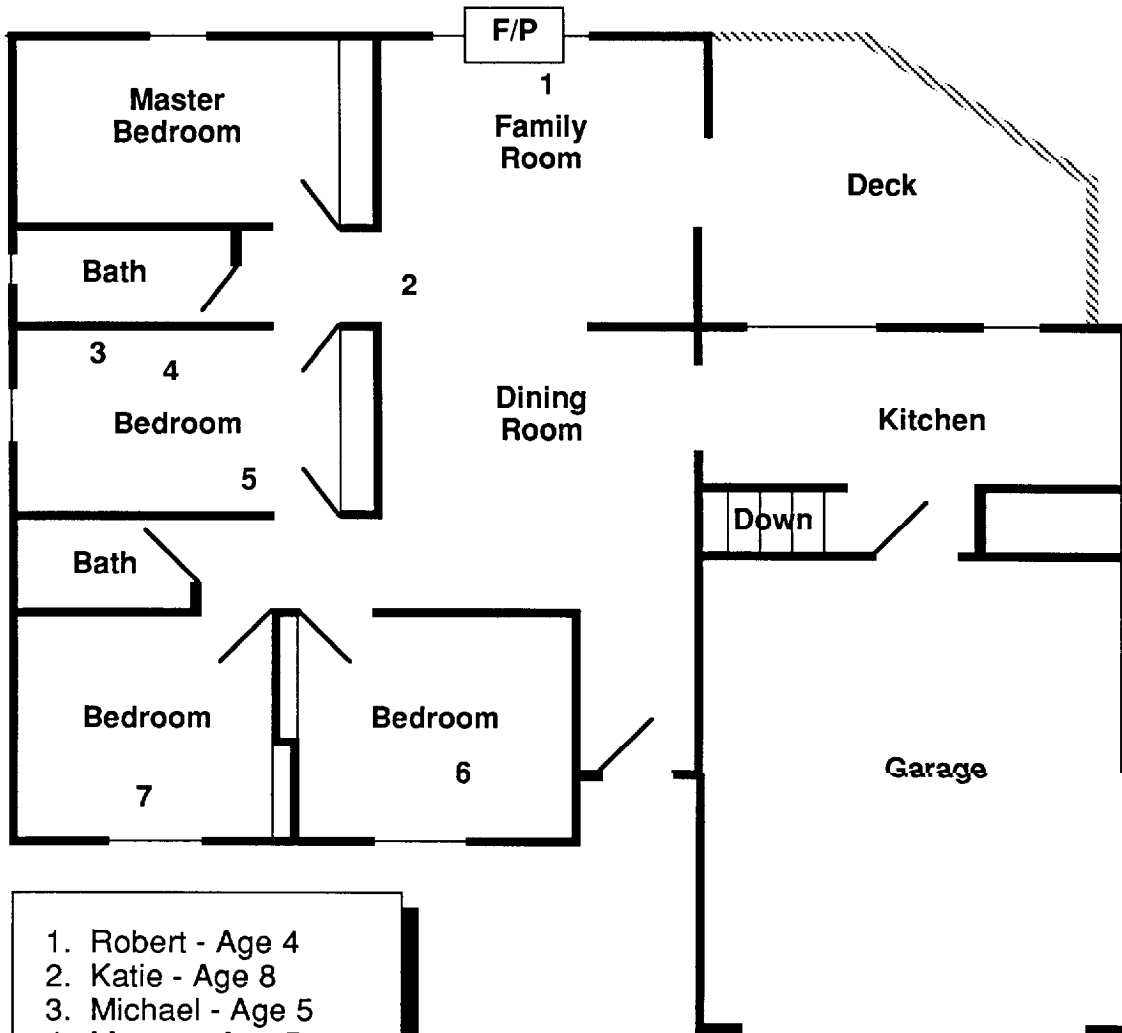 F/P
1
Master
Bedroom
Family
Room
Deck
Bath
2
3
4
Bedroom
5
Dining
Room
Kitchen
Down
Bath
Bedroom
7
Bedroom
6
Garage
1. Robert - Age 4
2. Katie - Age 8
3. Michael - Age 5